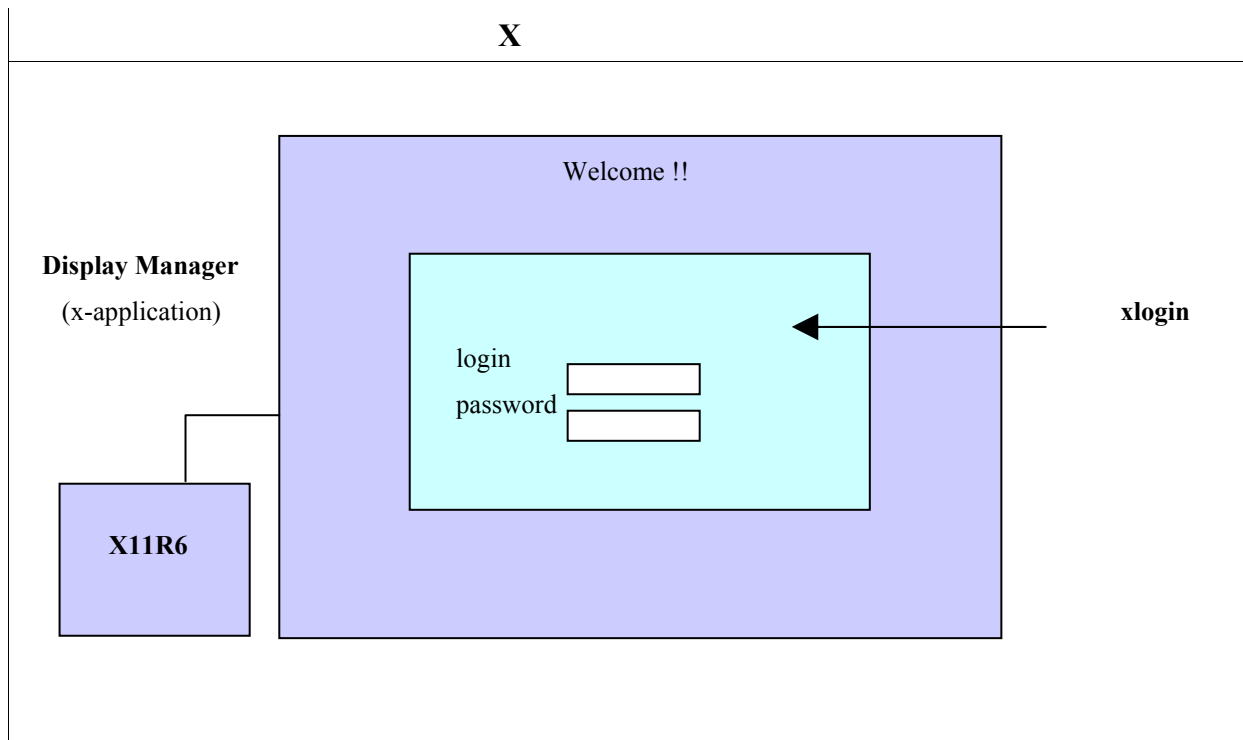 X
Welcome !!
Display Manager
(x-application)
xlogin
login
password
X11R6